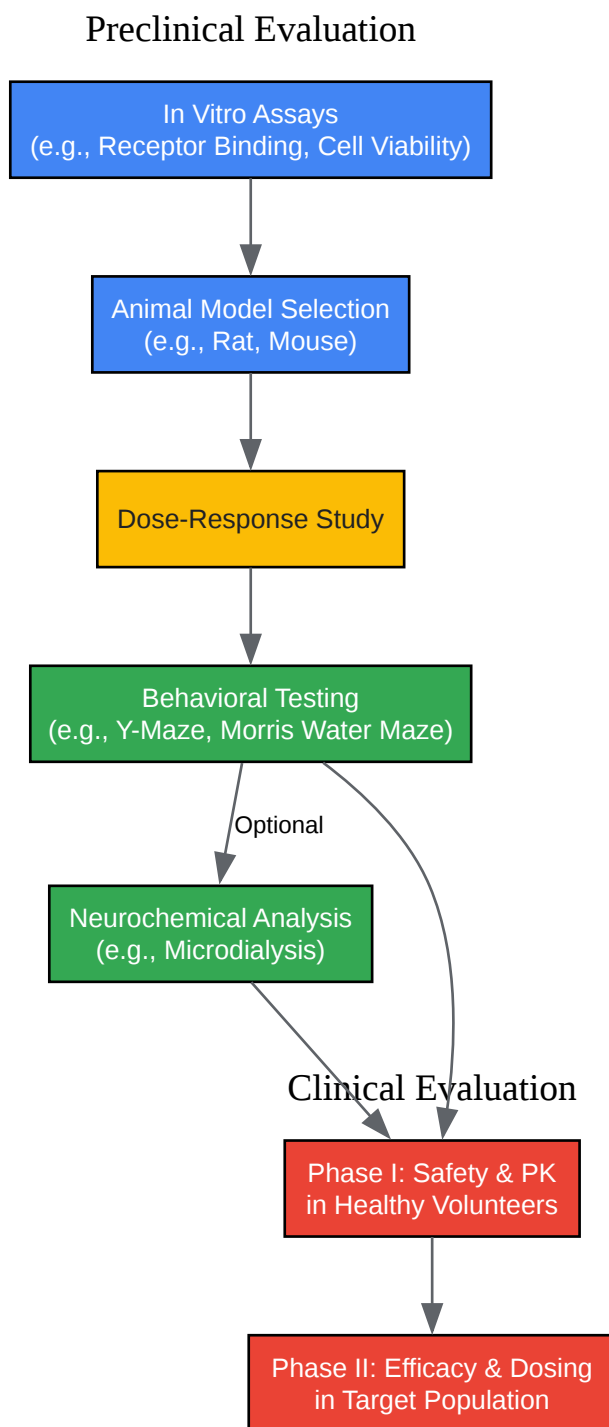 Preclinical Evaluation
In Vitro Assays
(e.g., Receptor Binding, Cell Viability)
Animal Model Selection
(e.g., Rat, Mouse)
Dose-Response Study
Behavioral Testing
(e.g., Y-Maze, Morris Water Maze)
Optional
Neurochemical Analysis
(e.g., Microdialysis)
Clinical Evaluation
Phase I: Safety & PK
in Healthy Volunteers
Phase II: Efficacy & Dosing
in Target Population